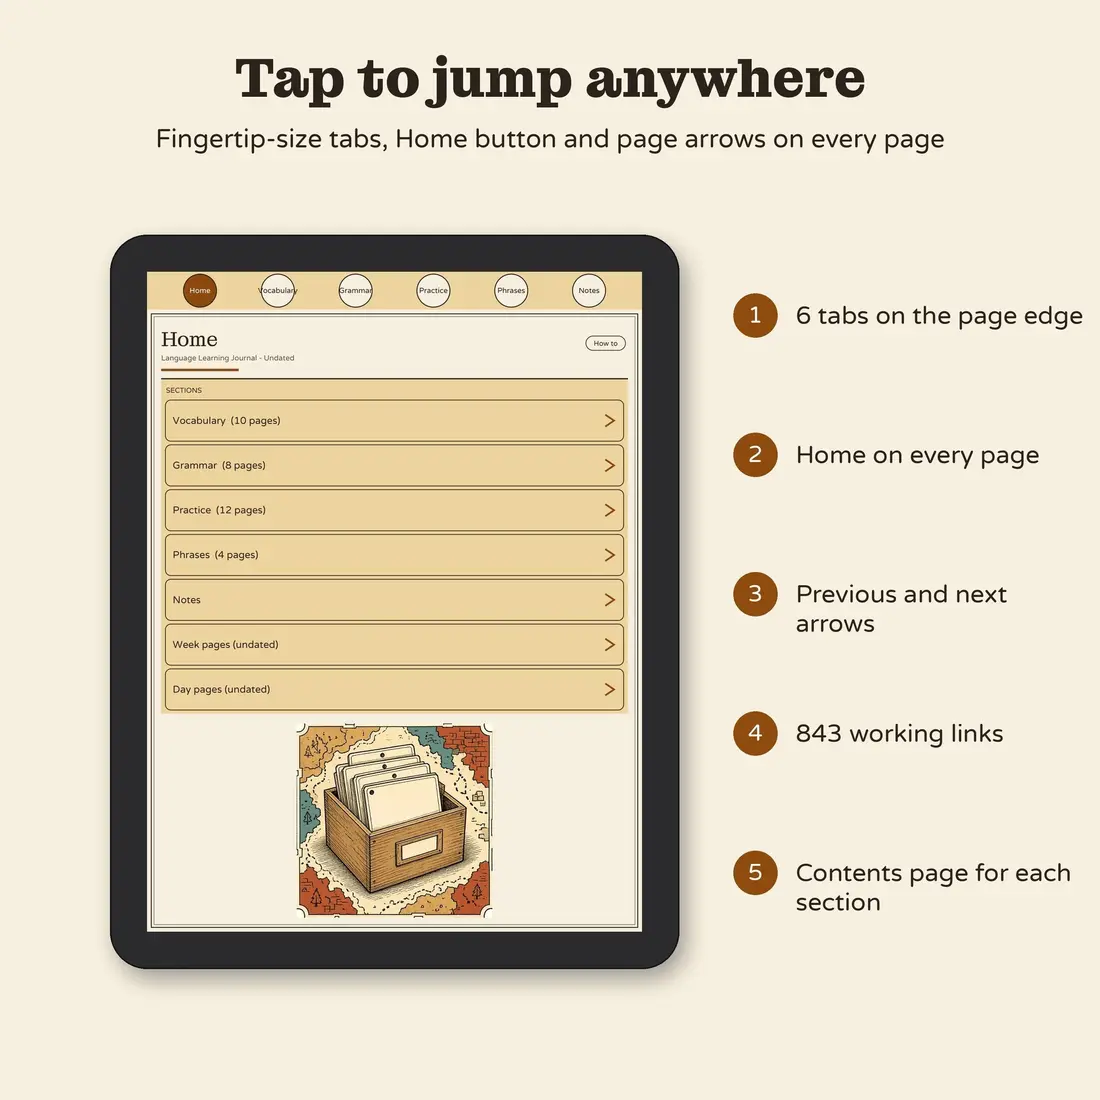 Tap to jump anywhere
Fingertip-size tabs, Home button and page arrows on every page
Home
Vocabulary
Grammar
Practice
Phrases
Notes
Home
How to
Language Learning Journal - Undated
SECTIONS
Vocabulary (10 pages)
Grammar (8 pages)
Practice (12 pages)
Phrases (4 pages)
Notes
Week pages (undated)
Day pages (undated)
1 6 tabs on the page edge
2 Home on every page
3 Previous and next
arrows
4 843 working links
5 Contents page for each
section